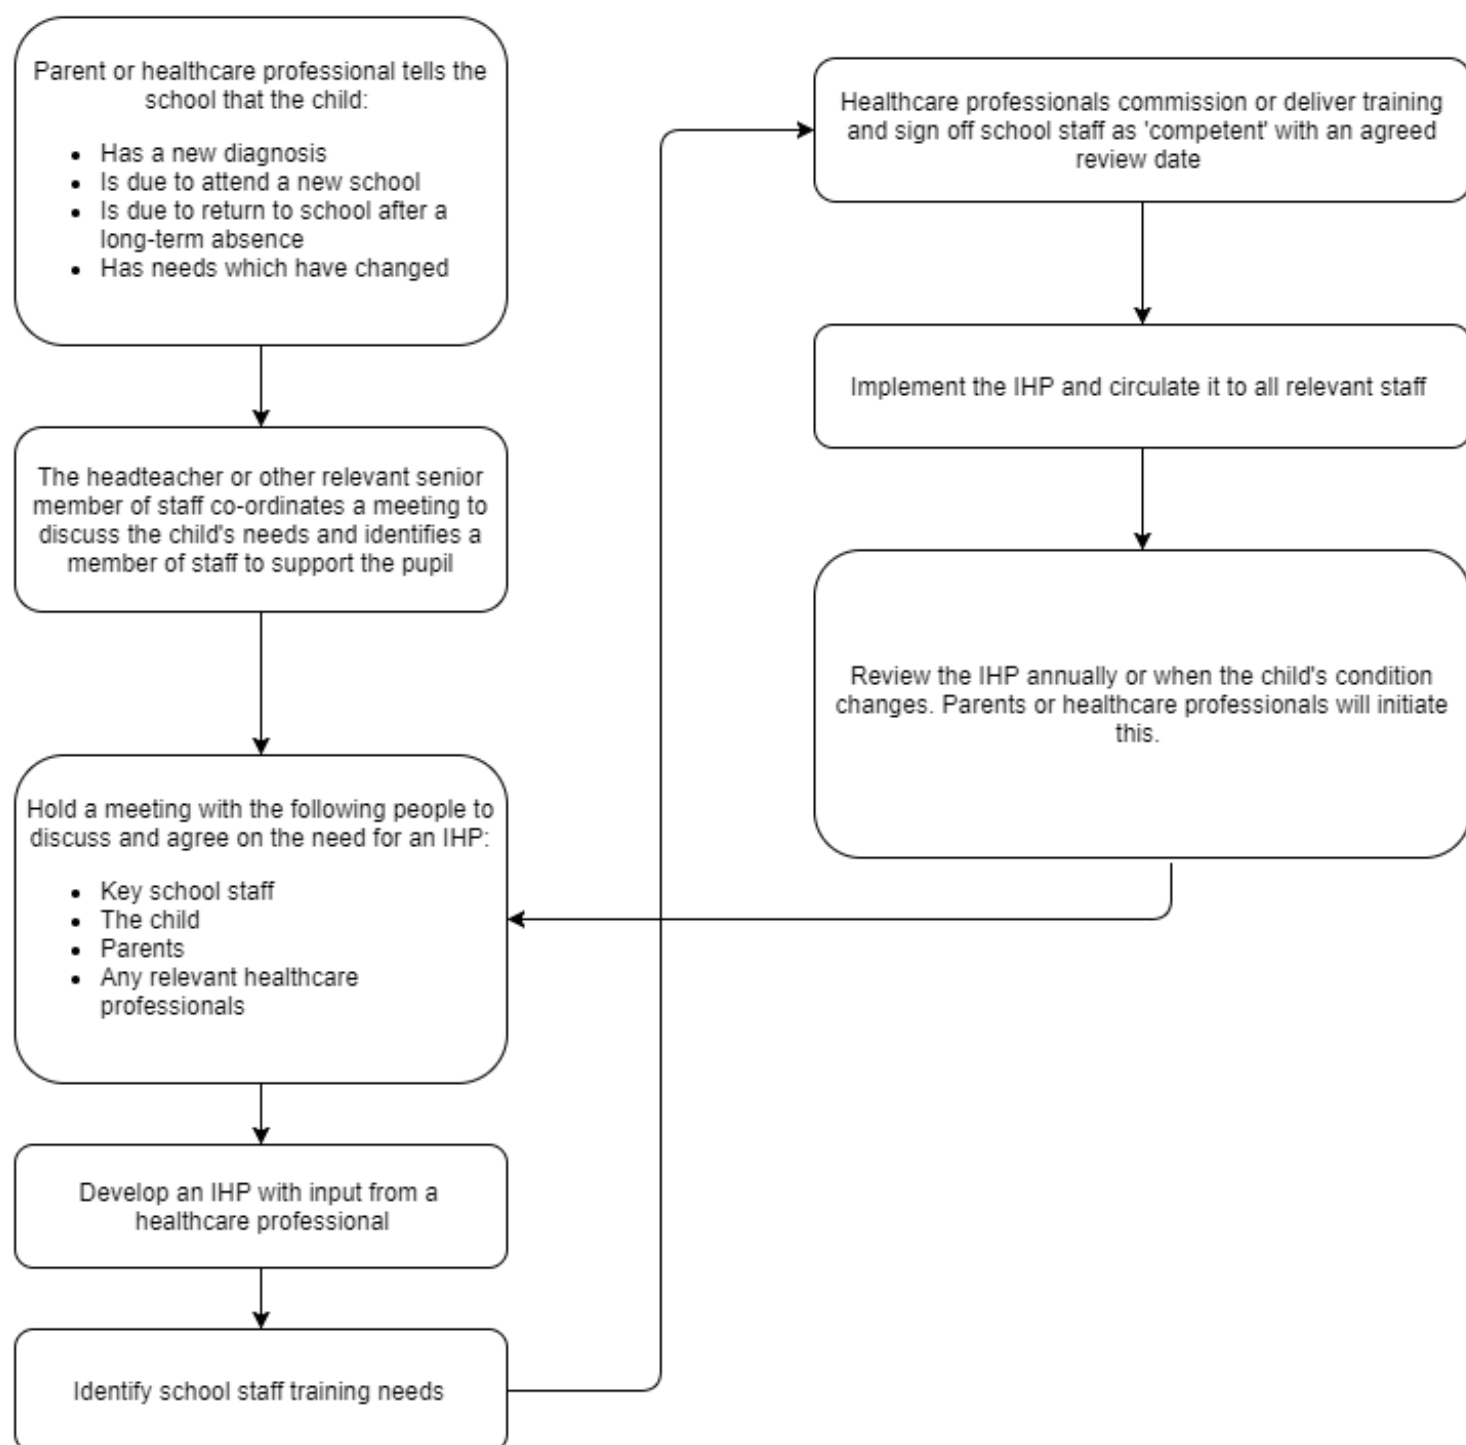 Parent or healthcare professional tells the
school that the child:
• Has a new diagnosis
• Is due to attend a new school
• Is due to return to school after a
long-term absence
• Has needs which have changed
The headteacher or other relevant senior
member of staff co-ordinates a meeting to
discuss the child's needs and identifies a
member of staff to support the pupil
Hold a meeting with the following people to
discuss and agree on the need for an IHP:
• Key school staff
• The child
• Parents
• Any relevant healthcare
professionals
Develop an IHP with input from a
healthcare professional
Identify school staff training needs
Healthcare professionals commission or deliver training
and sign off school staff as 'competent' with an agreed
review date
Implement the IHP and circulate it to all relevant staff
Review the IHP annually or when the child's condition
changes. Parents or healthcare professionals will initiate
this.